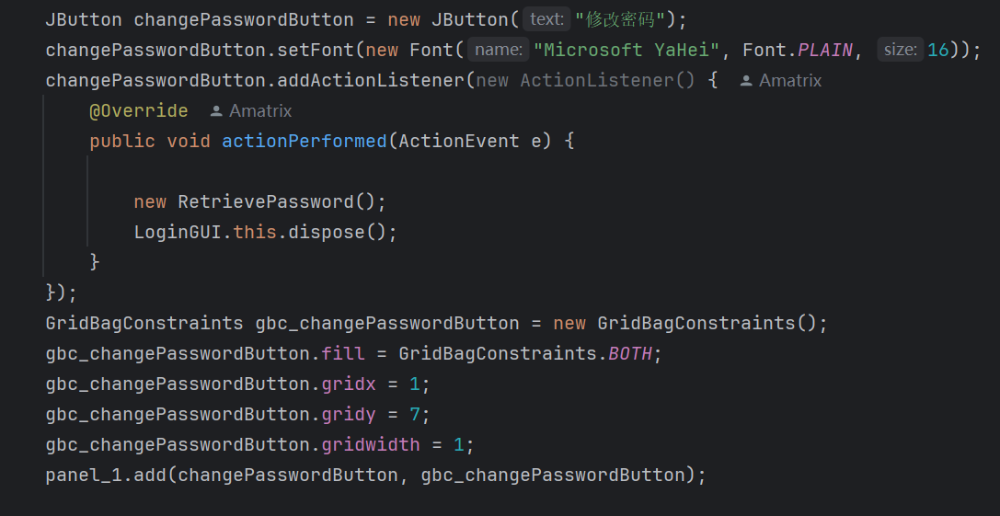 JButton changePasswordButton = new JButton( text: "修改密码");
changePasswordButton.setFont(new Font( name: "Microsoft YaHei", Font.PLAIN, size: 16));
changePasswordButton.addActionListener(new ActionListener() { Amatrix
@Override Amatrix
public void actionPerformed(ActionEvent e) {
new RetrievePassword();
LoginGUI.this.dispose();
}
});
GridBagConstraints gbc_changePasswordButton = new GridBagConstraints();
gbc_changePasswordButton.fill = GridBagConstraints.BOTH;
gbc_changePasswordButton.gridx = 1;
gbc_changePasswordButton.gridy = 7;
gbc_changePasswordButton.gridwidth = 1;
panel_1.add(changePasswordButton, gbc_changePasswordButton);